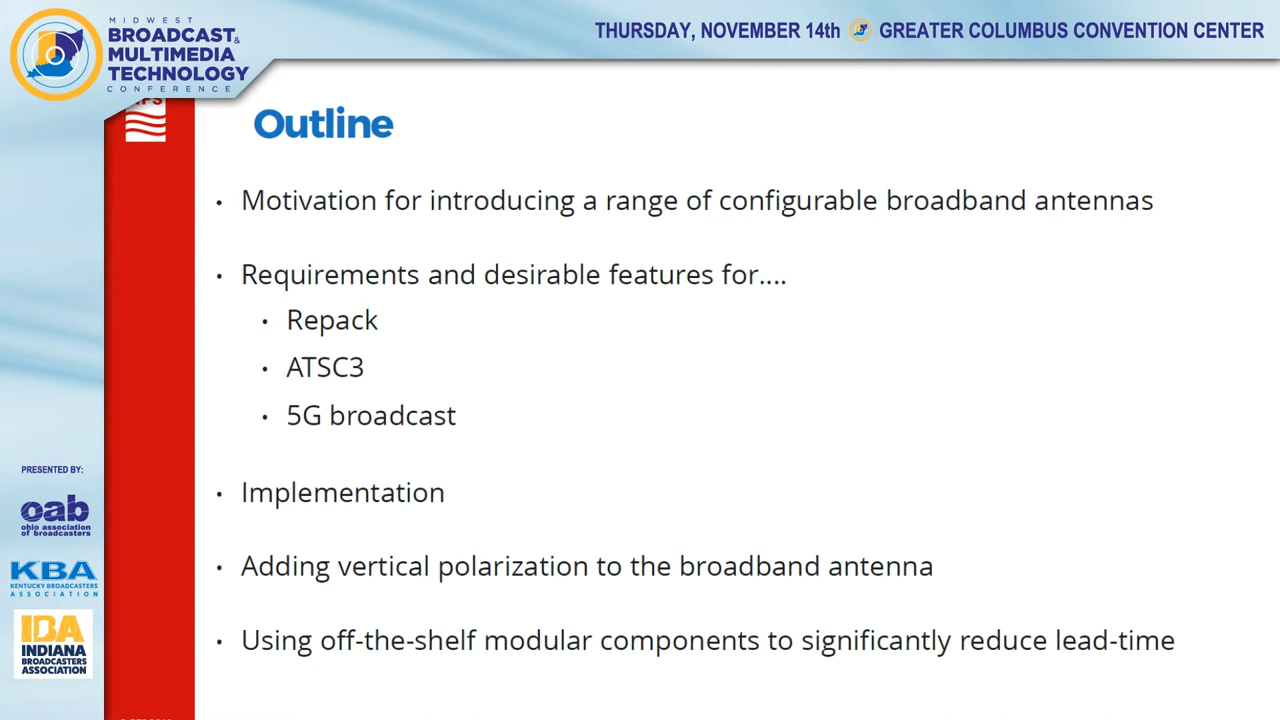 MIDWEST
BROADCAST&
MULTIMEDIA
TECHNOLOGY
CONFERENCE
THURSDAY, NOVEMBER 14th GREATER COLUMBUS CONVENTION CENTER
Outline
• Motivation for introducing a range of configurable broadband antennas
• Requirements and desirable features for....
• Repack
• ATSC3
• 5G broadcast
• Implementation
• Adding vertical polarization to the broadband antenna
• Using off-the-shelf modular components to significantly reduce lead-time
PRESENTED BY:
oab
ohio association
of broadcasters
KBA
KENTUCKY BROADCASTERS
ASSOCIATION
IBA
INDIANA
BROADCASTERS
ASSOCIATION